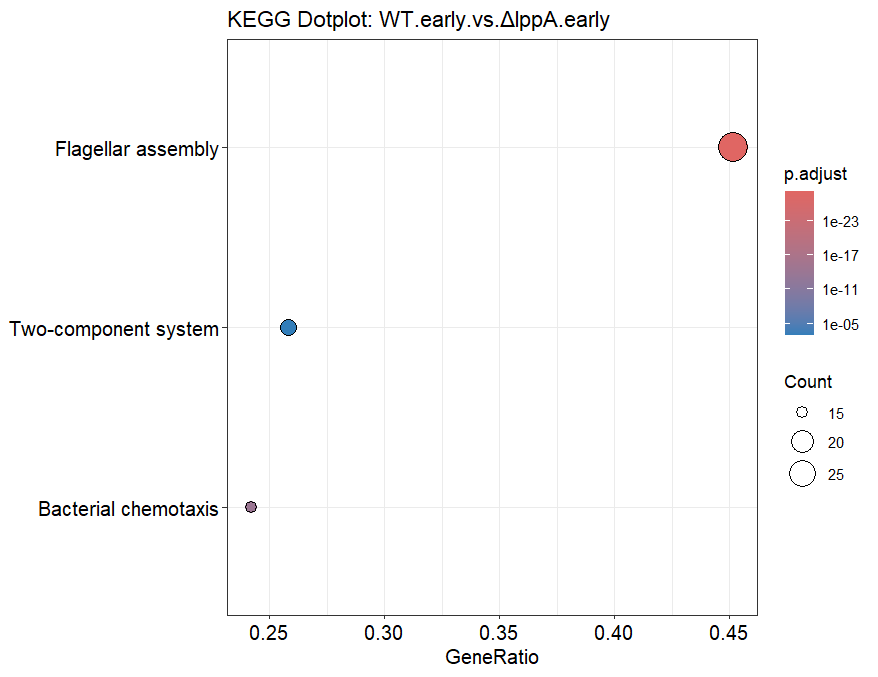 KEGG Dotplot: WT.early.vs.ΔlppA.early
Flagellar assembly
Two-component system
Bacterial chemotaxis
0.25 0.30 0.35 0.40 0.45
GeneRatio
p.adjust
1e-23
1e-17
1e-11
1e-05
Count
15
20
25